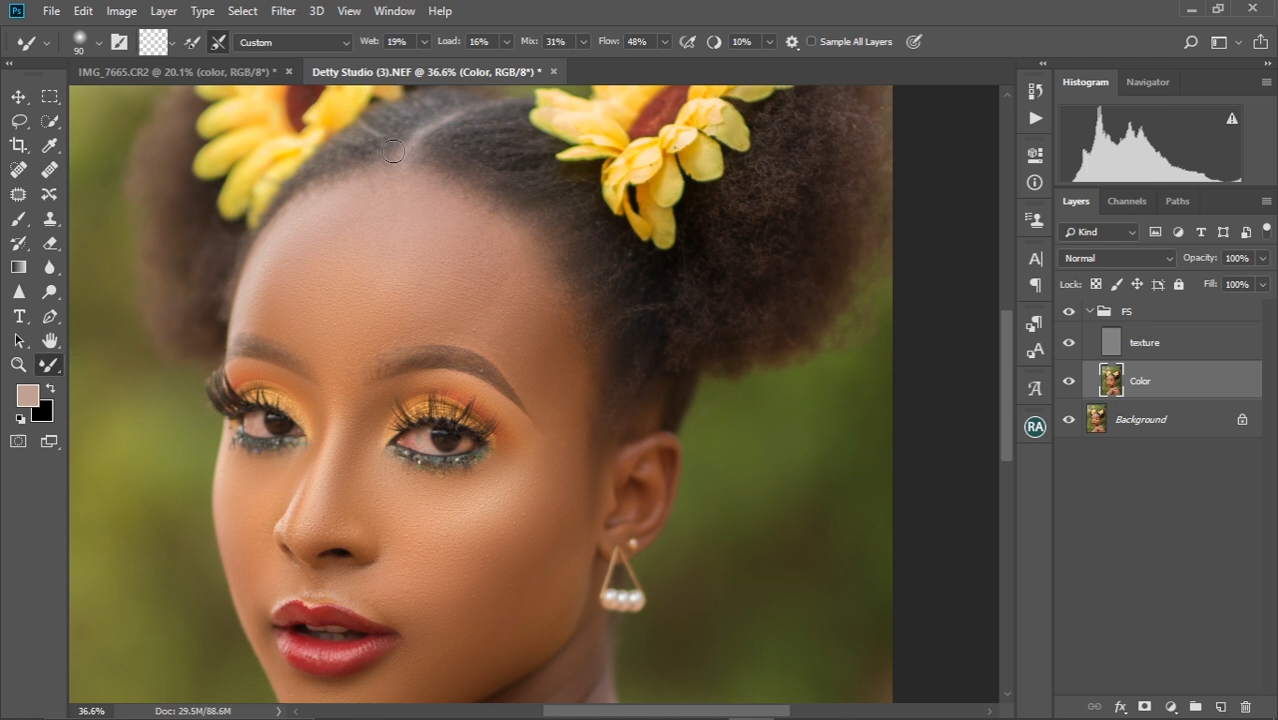 Ps File Edit Image Layer Type Select Filter 3D View Window Help
90 Custom Wet: 19% Load: 16% Mix: 31% Flow: 48% 10% Sample All Layers
IMG_7665.CR2 @ 20.1% (color, RGB/8*) * × Detty Studio (3).NEF @ 36.6% (Color, RGB/8*) * ×
Histogram Navigator
Layers Channels Paths
Kind
Normal Opacity: 100%
Lock: Fill: 100%
FS
texture
Color
Background
RA
36.6% Doc: 29.5M/88.6M